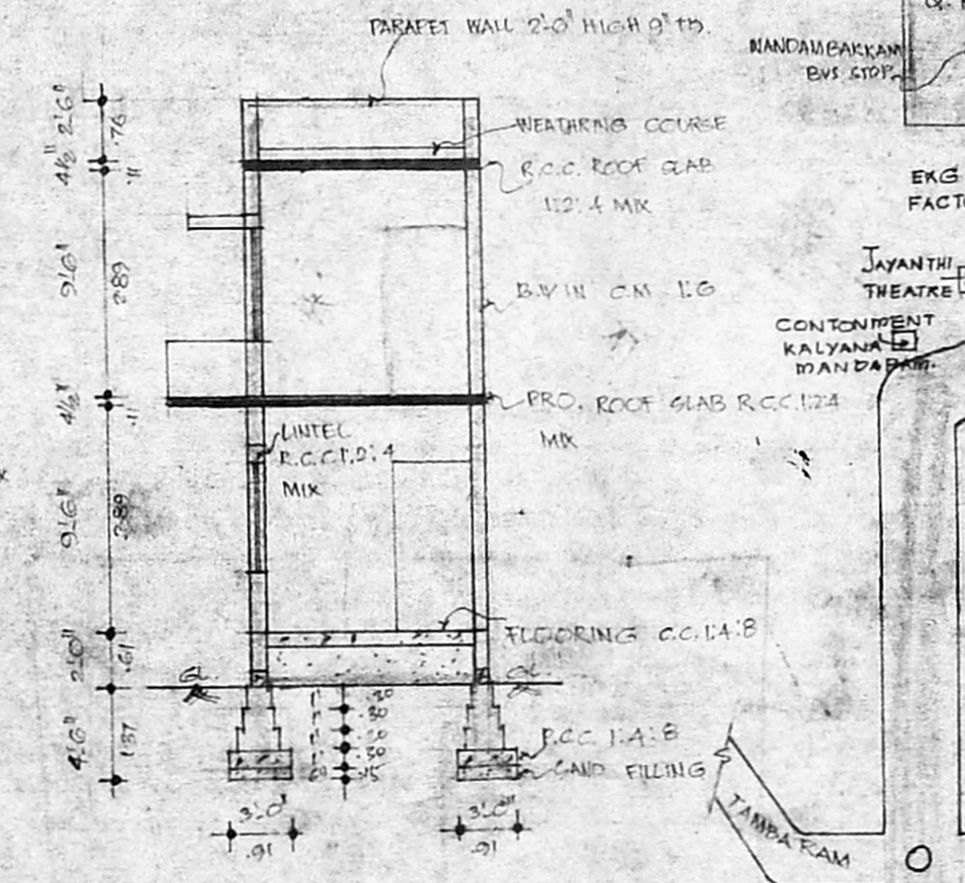 PARAPET WALL 2'-0" HIGH 9" TH.
NANDAMBAKKAM
BUS STOP
WEATHRING COURSE
R.C.C. ROOF SLAB
1:2:4 MIX
B.W IN C.M 1:6
PRO. ROOF SLAB R.C.C.1:2:4
MIX
LINTEL
R.C.C 1:2:4
MIX
FLOORING C.C.1:4:8
GL
GL
P.C.C. 1:4:8
SAND FILLING
2'6"
.76
4½"
.11
9'6"
2.89
4½"
.11
9'6"
2.89
2'0"
.61
4'6"
1.37
.30
.30
.30
.30
.15
3'-0"
.91
3'-0"
.91
EKG
FACTO
JAYANTHI
THEATRE
CONTONMENT
KALYANA
MANDAPAM.
TAMBARAM